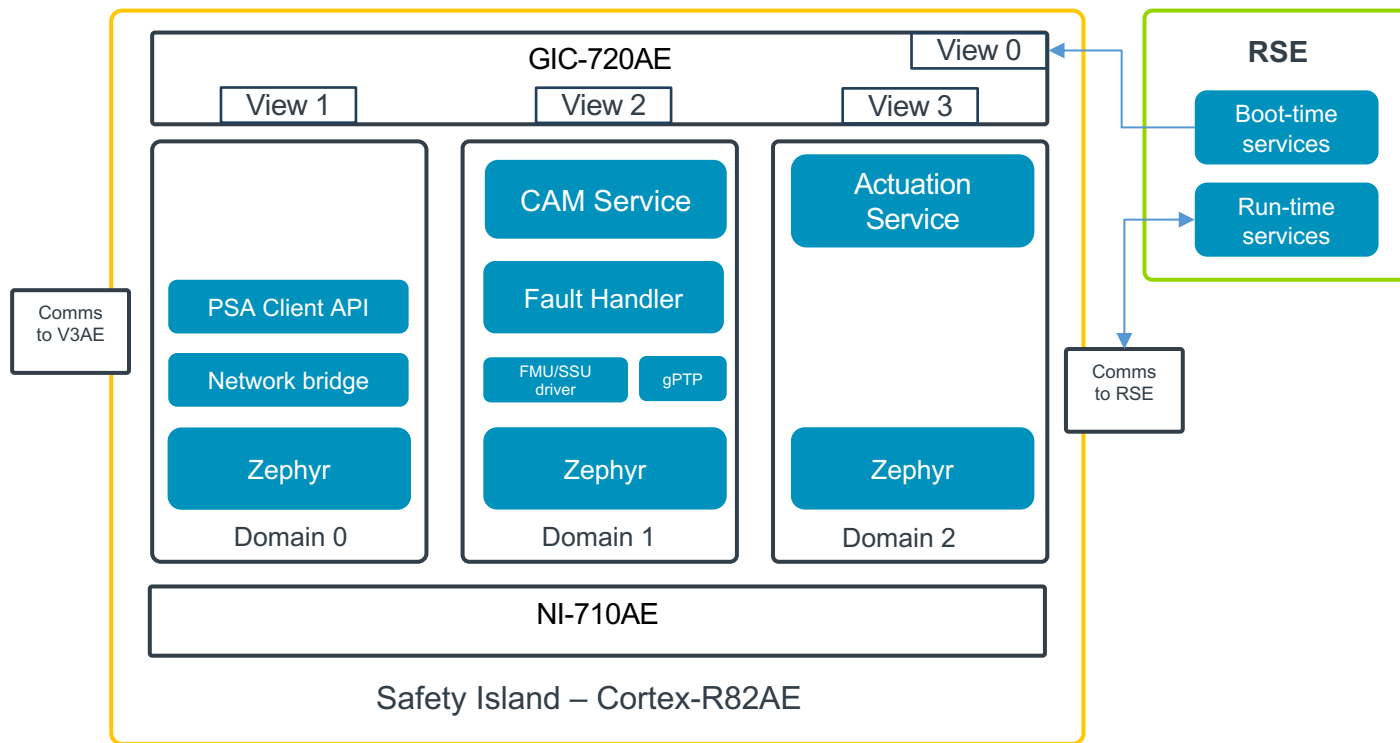 GIC-720AE
View 0
View 1
View 2
View 3
RSE
Boot-time
services
Run-time
services
CAM Service
Actuation
Service
PSA Client API
Fault Handler
Network bridge
FMU/SSU
driver
gPTP
Zephyr
Zephyr
Zephyr
Domain 0
Domain 1
Domain 2
Comms
to V3AE
Comms
to RSE
NI-710AE
Safety Island – Cortex-R82AE